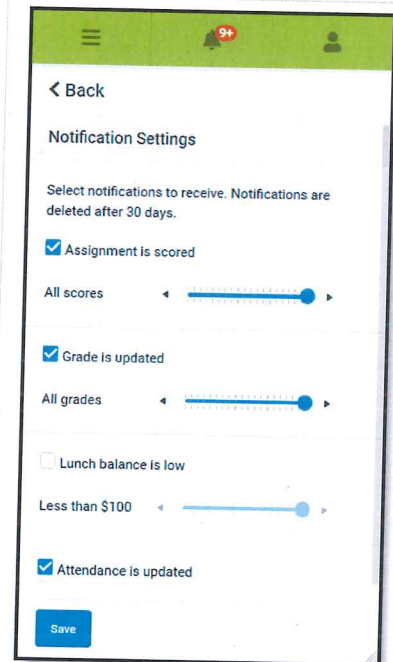 9+
Back
Notification Settings
Select notifications to receive. Notifications are
deleted after 30 days.
Assignment is scored
All scores
Grade is updated
All grades
Lunch balance is low
Less than $100
Attendance is updated
Save